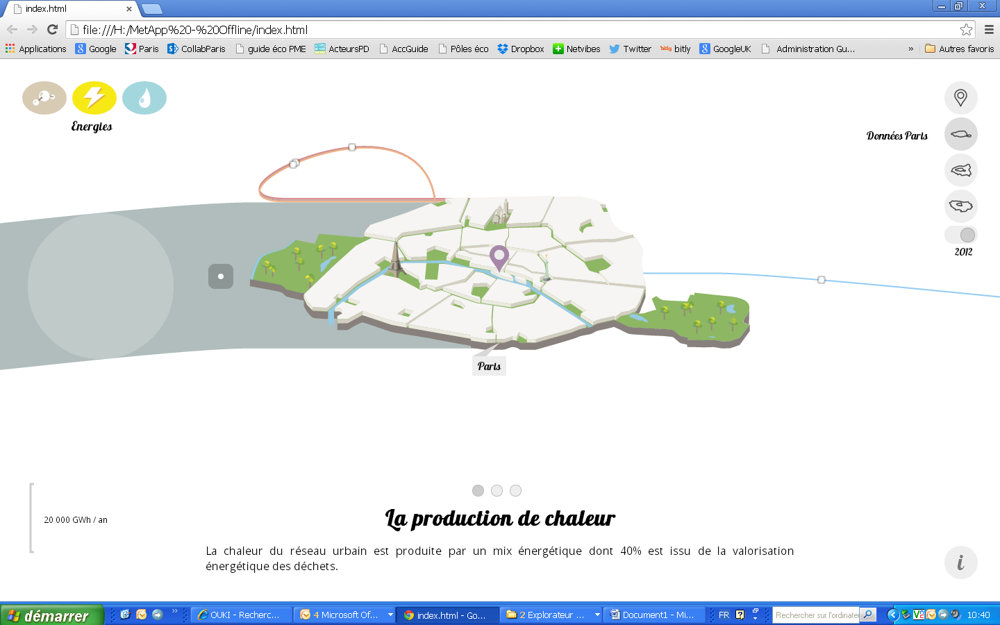 index.html
file:///H:/MetApp%20-%20Offline/index.html
Applications Google Paris CollabParis guide éco PME ActeursPD AccGuide Pôles éco Dropbox Netvibes Twitter bitly bitly GoogleUK Administration Gu... » Autres favoris
Energies
Données Paris
2012
Paris
20 000 GWh / an
La production de chaleur
La chaleur du réseau urbain est produite par un mix énergétique dont 40% est issu de la valorisation
énergétique des déchets.
i
démarrer » OUKI - Recherc... 4 Microsoft Of... index.html - Go... 2 Explorateur ... Document1 - Mi... FR Rechercher sur l'ordinate 10:40